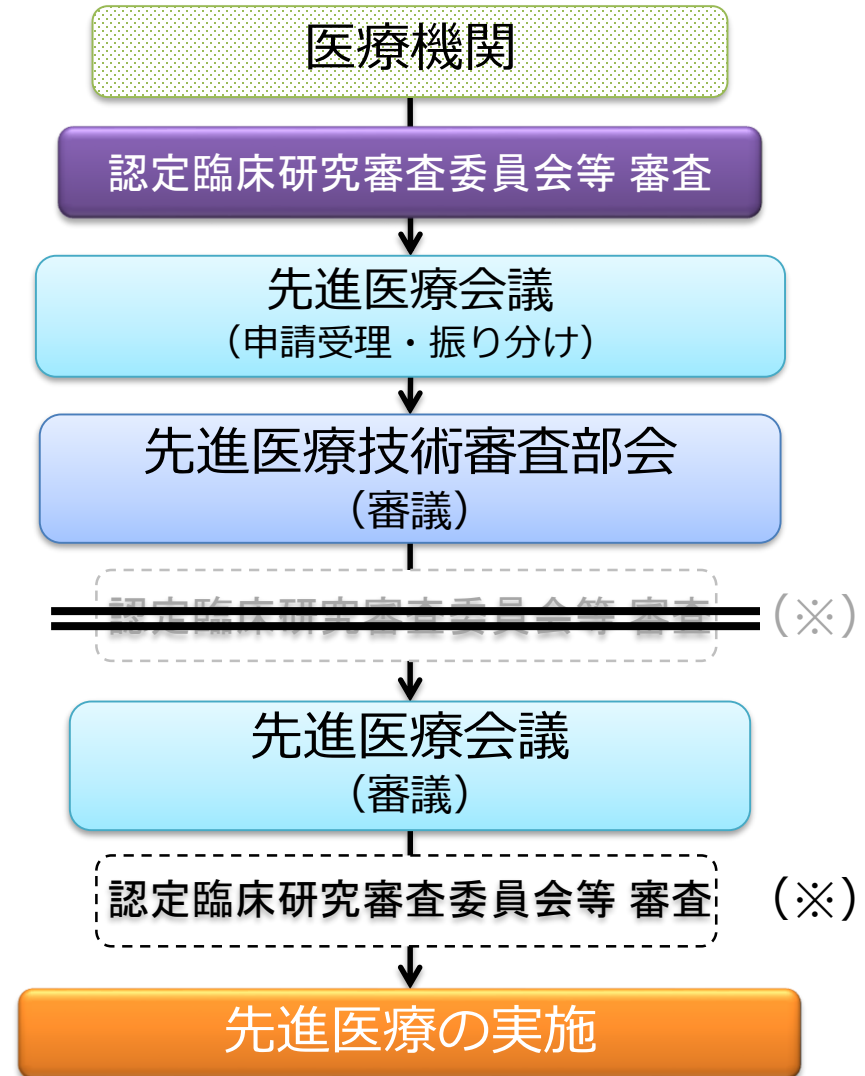 医療機関
認定臨床研究審査委員会等 審査
先進医療会議
（申請受理・振り分け）
先進医療技術審査部会
（審議）
認定臨床研究審査委員会等 審査 （※）
先進医療会議
（審議）
認定臨床研究審査委員会等 審査 （※）
先進医療の実施